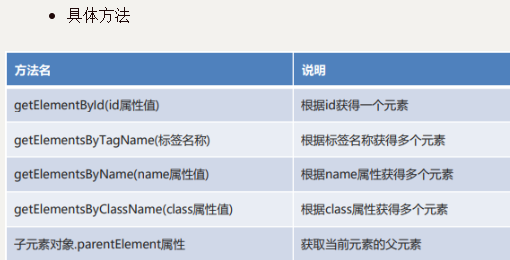 • 具体方法
方法名 说明
getElementById(id属性值) 根据id获得一个元素
getElementsByTagName(标签名称) 根据标签名称获得多个元素
getElementsByName(name属性值) 根据name属性获得多个元素
getElementsByClassName(class属性值) 根据class属性获得多个元素
子元素对象.parentElement属性 获取当前元素的父元素